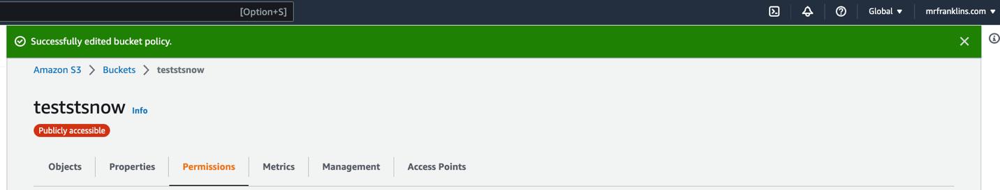 [Option+S]
Global
mrfranklins.com
Successfully edited bucket policy.
Amazon S3 Buckets teststsnow
teststsnow Info
Publicly accessible
Objects Properties Permissions Metrics Management Access Points